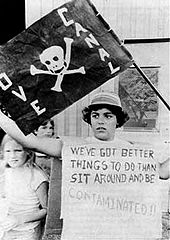 LOVE CANAL
WE'VE GOT BETTER
THINGS TO DO THAN
SIT AROUND AND BE
CONTAMINATED!!